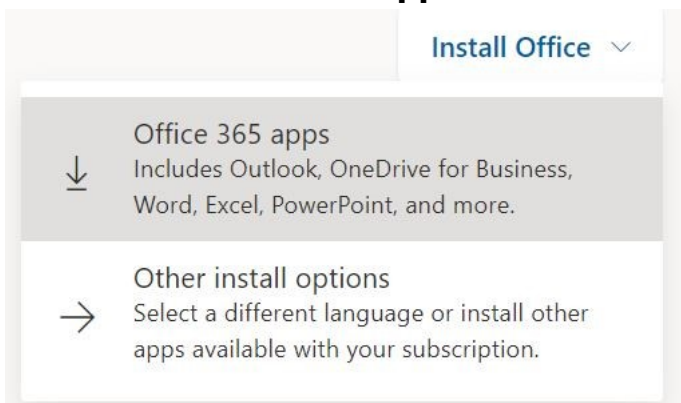 Install Office
Office 365 apps
Includes Outlook, OneDrive for Business,
Word, Excel, PowerPoint, and more.
Other install options
Select a different language or install other
apps available with your subscription.